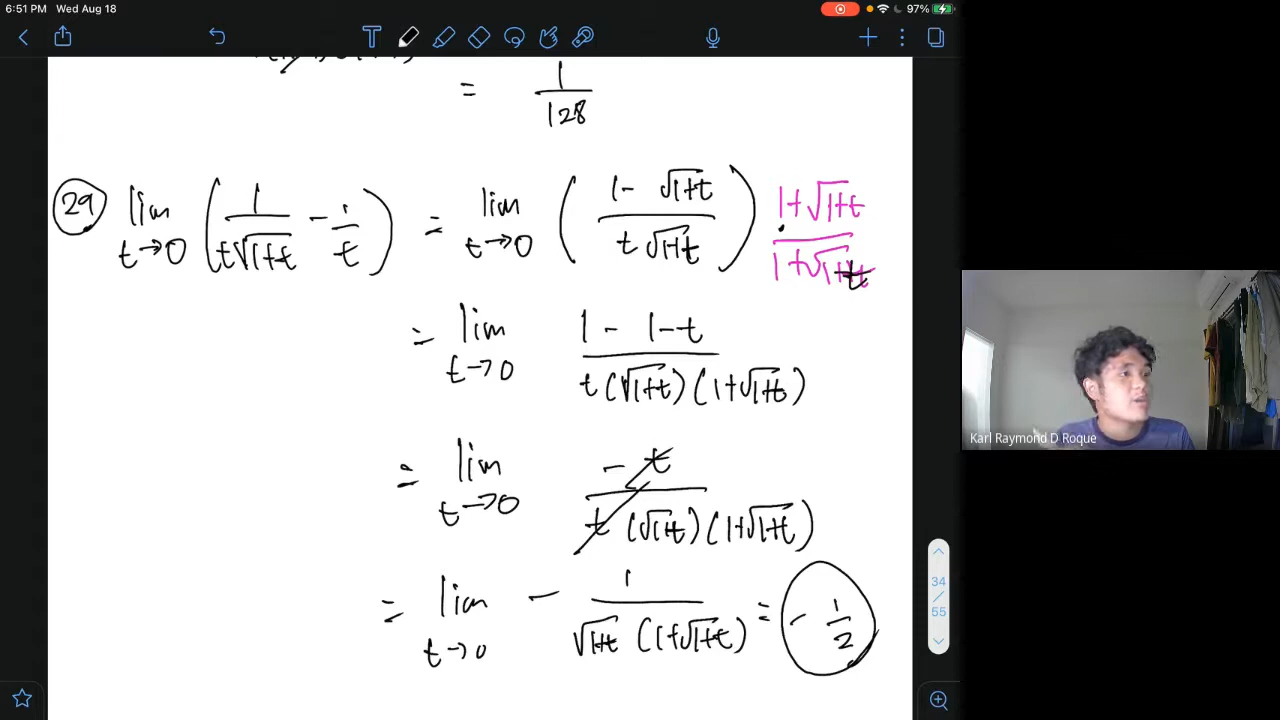 6:51 PM Wed Aug 18 97%
= 1/128
29 lim t→0 (1/(t√(1+t)) - 1/t) = lim t→0 ((1 - √(1+t))/(t√(1+t))) · (1+√(1+t))/(1+√(1+t))
= lim t→0 (1 - 1-t)/(t(√(1+t))(1+√(1+t)))
= lim t→0 -t/(t(√(1+t))(1+√(1+t)))
= lim t→0 - 1/(√(1+t)(1+√(1+t))) = - 1/2
Karl Raymond D Roque
34
/
55